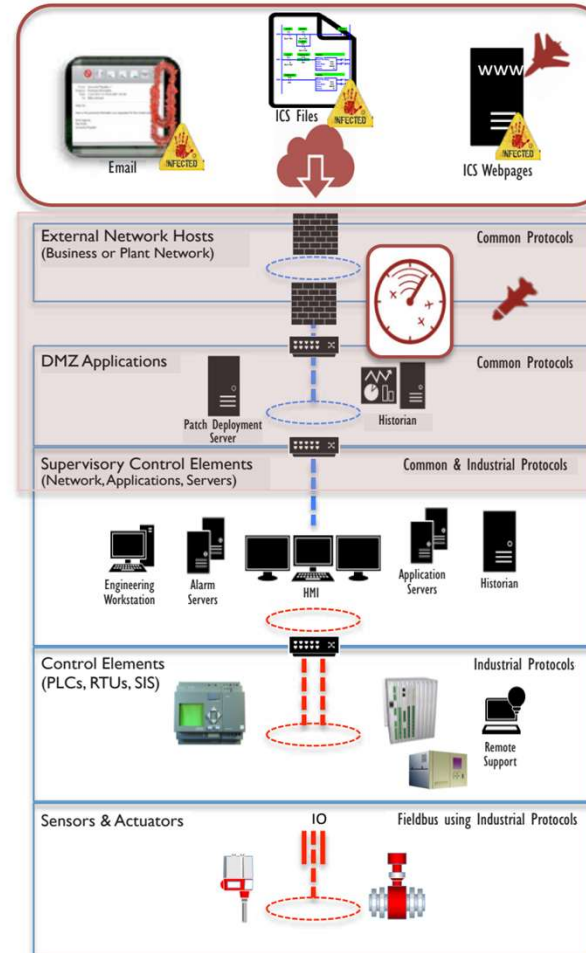 ICS Files
INFECTED
Email
INFECTED
WWW
ICS Webpages
INFECTED
External Network Hosts
(Business or Plant Network)
Common Protocols
DMZ Applications
Common Protocols
Patch Deployment
Server
Historian
Supervisory Control Elements
(Network, Applications, Servers)
Common & Industrial Protocols
Engineering
Workstation
Alarm
Servers
HMI
Application
Servers
Historian
Control Elements
(PLCs, RTUs, SIS)
Industrial Protocols
Remote
Support
Sensors & Actuators
IO
Fieldbus using Industrial Protocols